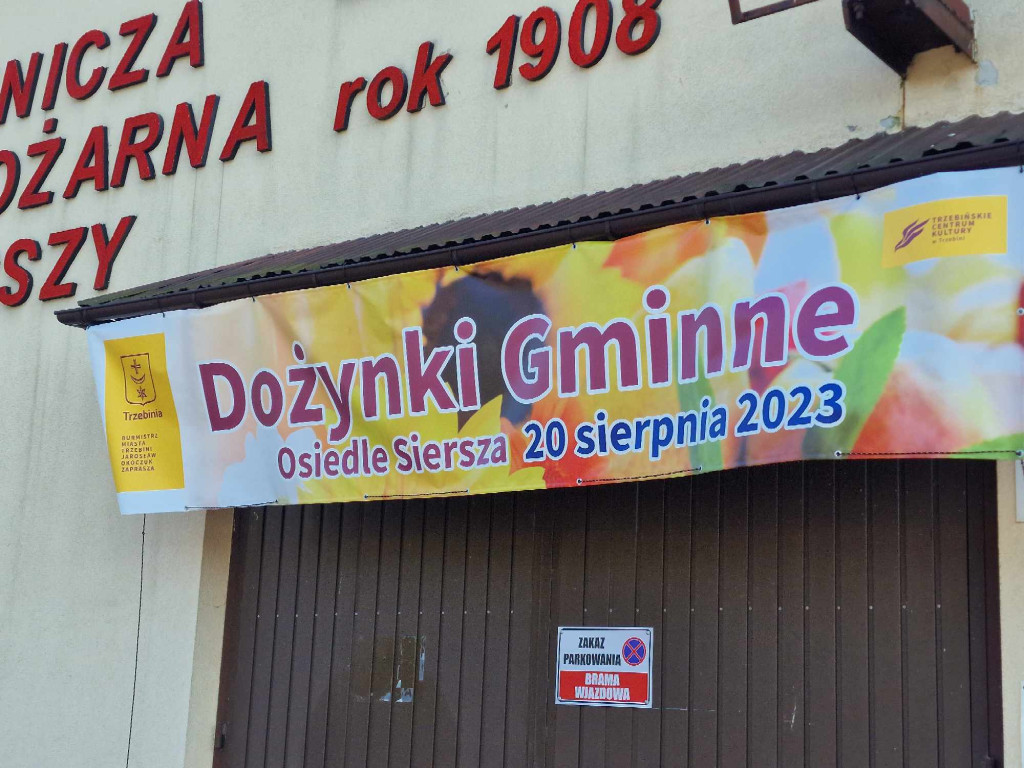 NICZA
OŻARNA rok 1908
SZY
TRZEBIŃSKIE
CENTRUM
KULTURY
w Trzebini
Trzebinia
BURMISTRZ
MIASTA
TRZEBINI
JAROSŁAW
OKOCZUK
ZAPRASZA
Dożynki Gminne
Osiedle Siersza 20 sierpnia 2023
ZAKAZ
PARKOWANIA
BRAMA
WJAZDOWA